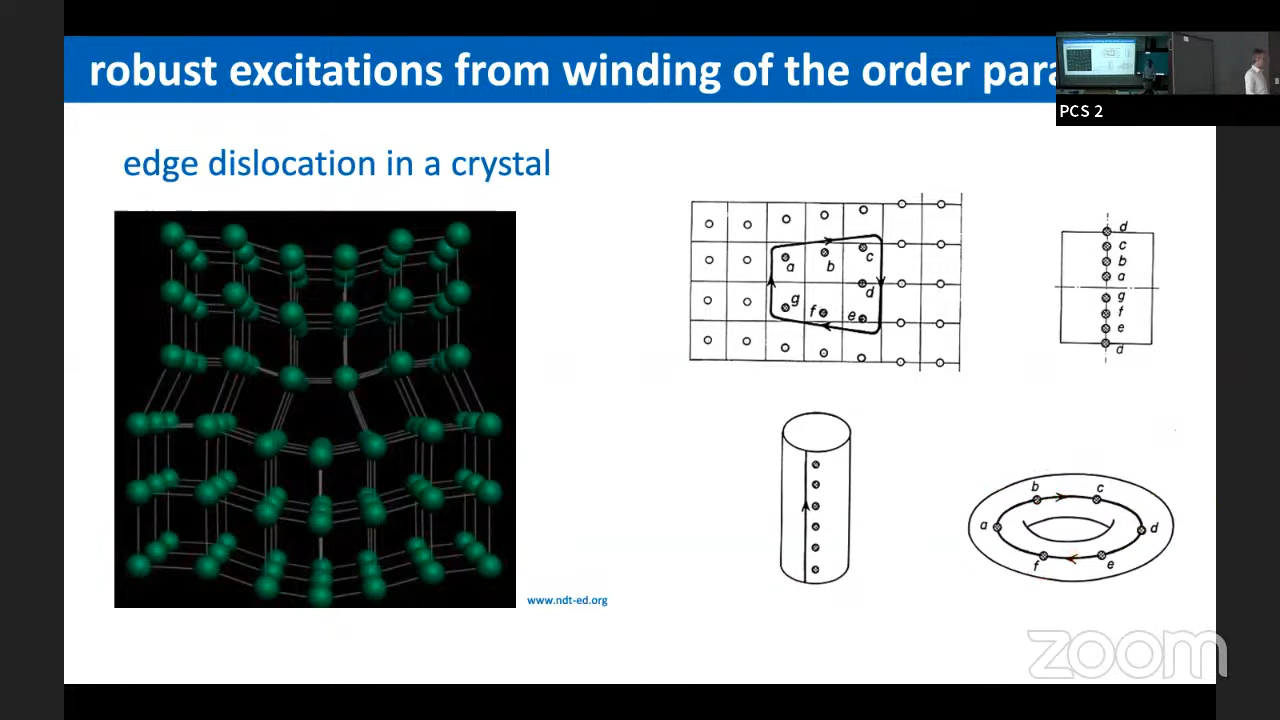 robust excitations from winding of the order para
PCS 2
edge dislocation in a crystal
a b c
d
g f e
d
c
b
a
g
f
e
d
b c
a d
f e
www.ndt-ed.org
zoom